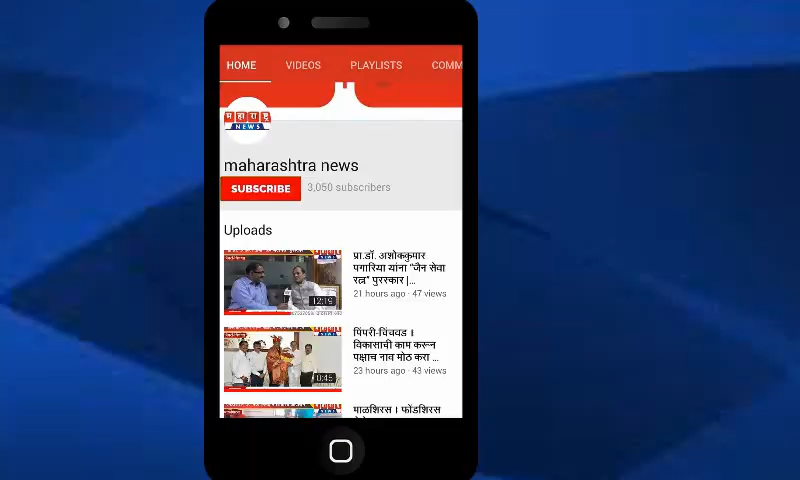 HOME VIDEOS PLAYLISTS COMM
म हा रा ष्ट्र
NEWS
maharashtra news
SUBSCRIBE 3,050 subscribers
Uploads
प्रा.डॉ. अशोककुमार
पगारिया यांना "जैन सेवा
रत्न" पुरस्कार |...
21 hours ago · 47 views
12:19
पिंपरी-पिंचवड ।
विकासाची काम करून
पक्षाच नाव मोठ करा ...
23 hours ago · 43 views
0:45
माळशिरस । फोंडशिरस